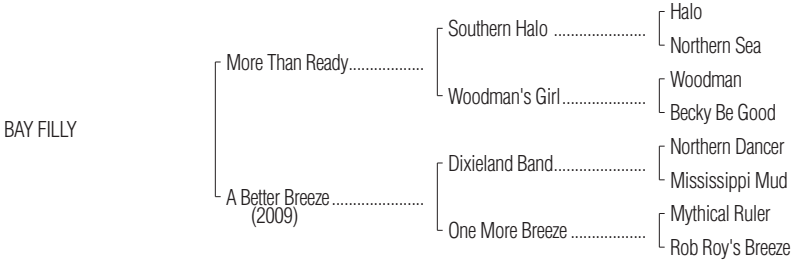 Halo
Southern Halo ......................
Northern Sea
More Than Ready..................
Woodman
Woodman's Girl....................
Becky Be Good
BAY FILLY
Northern Dancer
Dixieland Band......................
Mississippi Mud
A Better Breeze......................
(2009)
Mythical Ruler
One More Breeze ..................
Rob Roy's Breeze